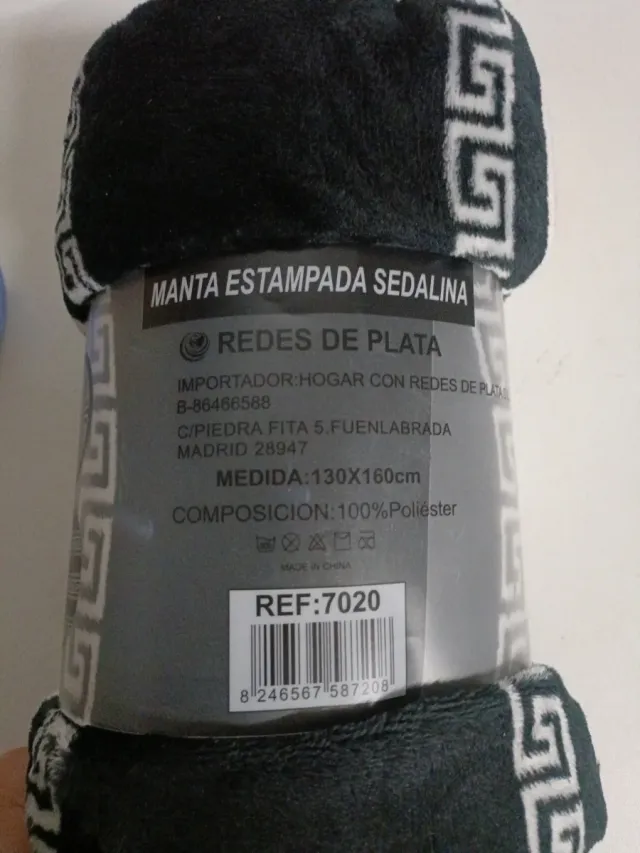 MANTA ESTAMPADA SEDALINA
REDES DE PLATA
IMPORTADOR:HOGAR CON REDES DE PLATA
B-86466588
C/PIEDRA FITA 5.FUENLABRADA
MADRID 28947
MEDIDA:130X160cm
COMPOSICION:100%Poliéster
MADE IN CHINA
REF:7020
8 246567 587208